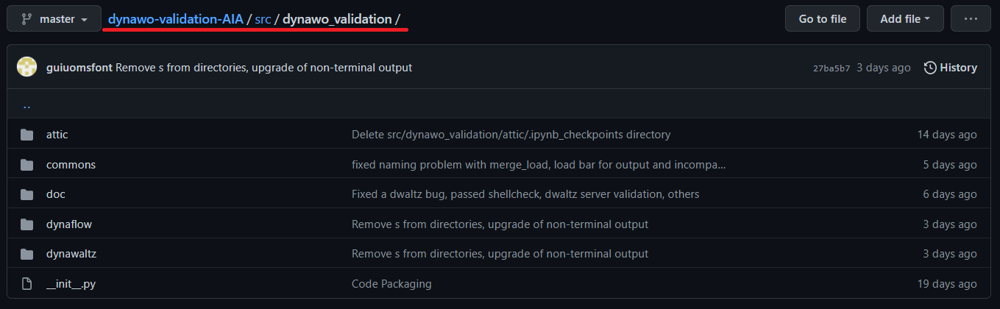 master dynawo-validation-AIA / src / dynawo_validation / Go to file Add file ...
guiuomsfont Remove s from directories, upgrade of non-terminal output 27ba5b7 3 days ago History
..
attic Delete src/dynawo_validation/attic/.ipynb_checkpoints directory 14 days ago
commons fixed naming problem with merge_load, load bar for output and incompa... 5 days ago
doc Fixed a dwaltz bug, passed shellcheck, dwaltz server validation, others 6 days ago
dynaflow Remove s from directories, upgrade of non-terminal output 3 days ago
dynawaltz Remove s from directories, upgrade of non-terminal output 3 days ago
__init__.py Code Packaging 19 days ago